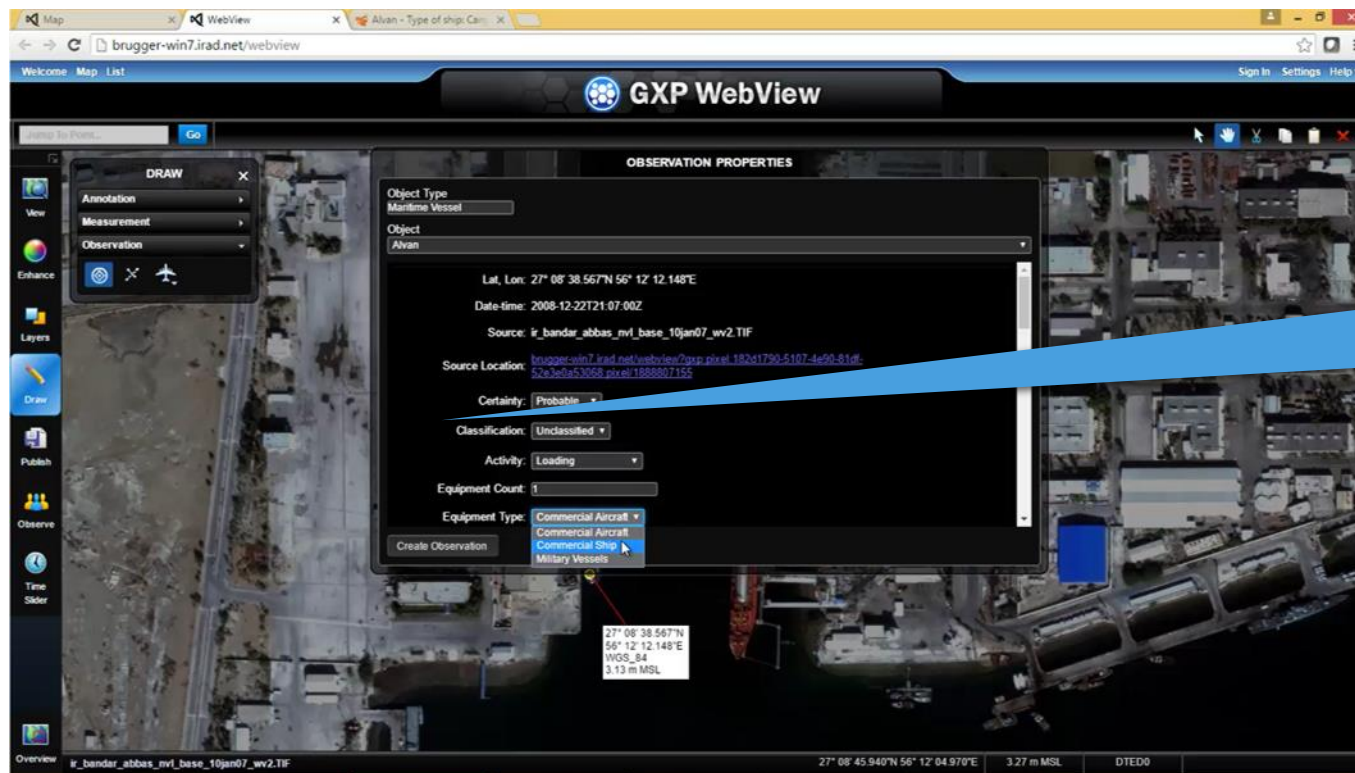 Map
WebView
Alvan - Type of ship: Carg
brugger-win7.irad.net/webview
Welcome Map List
Sign In Settings Help
GXP WebView
Jump To Point...
Go
DRAW
Annotation
Measurement
Observation
View
Enhance
Layers
Draw
Publish
Observe
Time
Slider
Overview
OBSERVATION PROPERTIES
Object Type
Maritime Vessel
Object
Alvan
Lat, Lon: 27° 08' 38.567"N 56° 12' 12.148"E
Date-time: 2008-12-22T21:07:00Z
Source: ir_bandar_abbas_nvl_base_10jan07_wv2.TIF
Source Location: brugger-win7.irad.net/webview?gxp.pixel.182d1790-5107-4e90-81df-
52e3e0a53068.pixel/1888807155
Certainty: Probable
Classification: Unclassified
Activity: Loading
Equipment Count: 1
Equipment Type: Commercial Aircraft
Commercial Aircraft
Commercial Ship
Military Vessels
Create Observation
27° 08' 38.567"N
56° 12' 12.148"E
WGS_84
3.13 m MSL
ir_bandar_abbas_nvl_base_10jan07_wv2.TIF
27° 08' 45.940"N 56° 12' 04.970"E
3.27 m MSL
DTED0